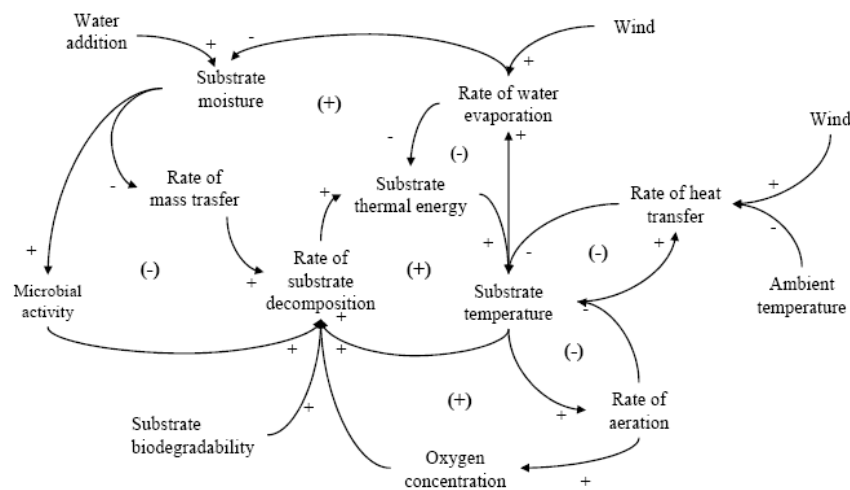 Water
addition
+
-
Wind
+
Substrate
moisture
(+)
Rate of water
evaporation
+
-
(-)
Wind
-
Rate of
mass trasfer
+
Substrate
thermal energy
Rate of heat
transfer
+
-
+
+
-
(-)
+
(-)
+
Rate of
substrate
decomposition
(+)
Substrate
temperature
-
Ambient
temperature
Microbial
activity
+
+
+
(-)
Substrate
biodegradability
+
(+)
+
Rate of
aeration
Oxygen
concentration
+